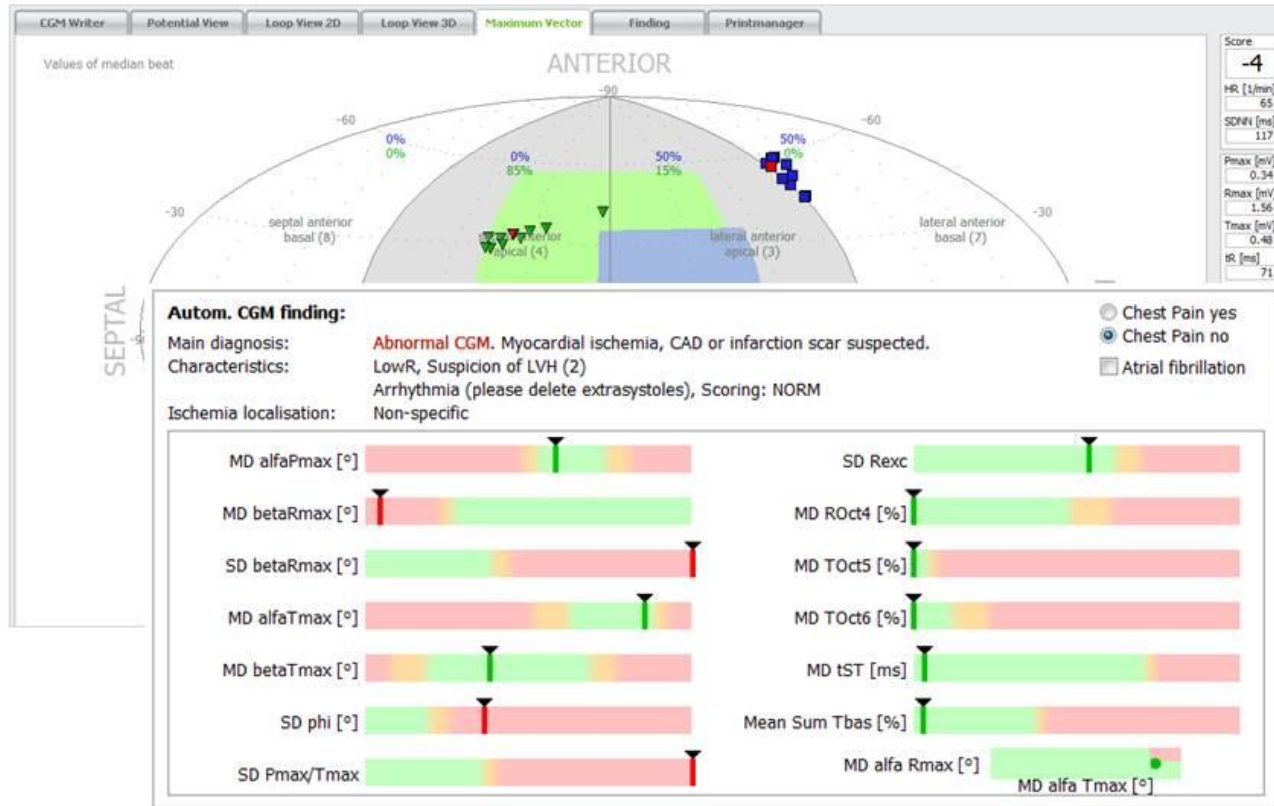 CGM Writer Potential View Loop View 2D Loop View 3D Maximum Vector Finding Printmanager
Values of median beat
ANTERIOR
Score
-4
HR [1/min]
65
SDNN [ms]
117
Pmax [mV]
0.34
Rmax [mV
1.56
Tmax [mV]
0.48
tR [ms]
71
-90
-60 -60
0% 0% 50% 50%
0% 85% 15% 0%
-30 -30
septal anterior
basal (8)
anterior
apical (4)
lateral anterior
apical (3)
lateral anterior
basal (7)
SEPTAL
Autom. CGM finding:
Main diagnosis: Abnormal CGM. Myocardial ischemia, CAD or infarction scar suspected.
Characteristics: LowR, Suspicion of LVH (2)
Arrhythmia (please delete extrasystoles), Scoring: NORM
Ischemia localisation: Non-specific
Chest Pain yes
Chest Pain no
Atrial fibrillation
MD alfaPmax [°]
MD betaRmax [°]
SD betaRmax [°]
MD alfaTmax [°]
MD betaTmax [°]
SD phi [°]
SD Pmax/Tmax
SD Rexc
MD ROct4 [%]
MD TOct5 [%]
MD TOct6 [%]
MD tST [ms]
Mean Sum Tbas [%]
MD alfa Rmax [°]
MD alfa Tmax [°]